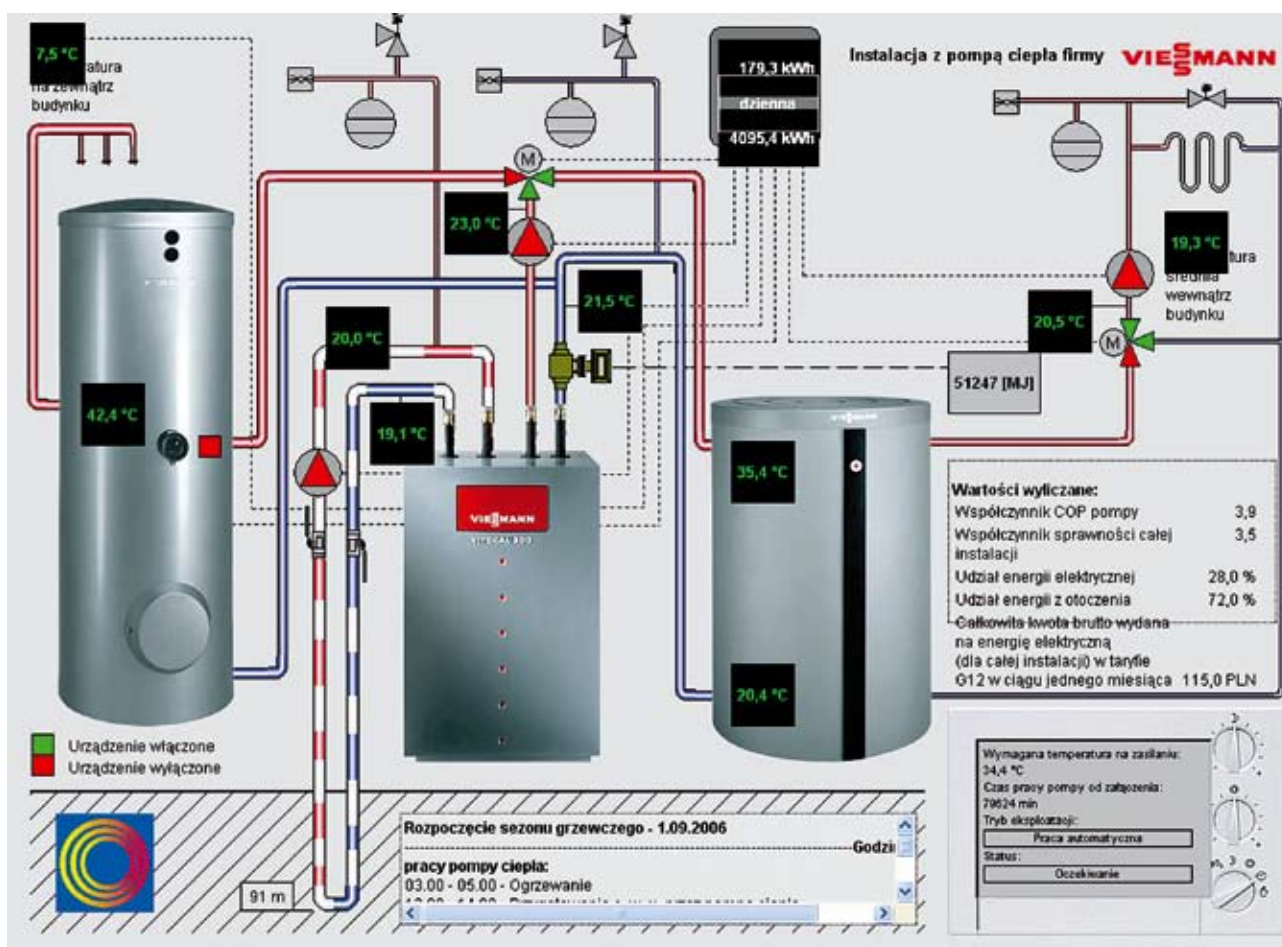 7,5 °C
na zewnątrz
budynku
179,3 kWh
dzienna
4095,4 kWh
Instalacja z pompą ciepła firmy VIESSMANN
M
23,0 °C
19,3 °C
średnia
wewnątrz
budynku
21,5 °C
20,0 °C
20,5 °C
M
51247 [MJ]
42,4 °C
19,1 °C
VIESSMANN
35,4 °C
VIESSMANN
VITOCAL 300
Wartości wyliczane:
Współczynnik COP pompy 3,9
Współczynnik sprawności całej 3,5
instalacji
Udział energii elektrycznej 28,0 %
Udział energii z otoczenia 72,0 %
Całkowita kwota brutto wydana
na energię elektryczną
(dla całej instalacji) w taryfie
G12 w ciągu jednego miesiąca 115,0 PLN
20,4 °C
Urządzenie włączone
Urządzenie wyłączone
Wymagana temperatura na zasilaniu:
34,4 °C
Czas pracy pompy od załączenia:
79624 min
Tryb eksploatacji:
Praca automatyczna
Status:
Oczekiwanie
Rozpoczęcie sezonu grzewczego - 1.09.2006
Godzi
pracy pompy ciepła:
03.00 - 05.00 - Ogrzewanie
91 m